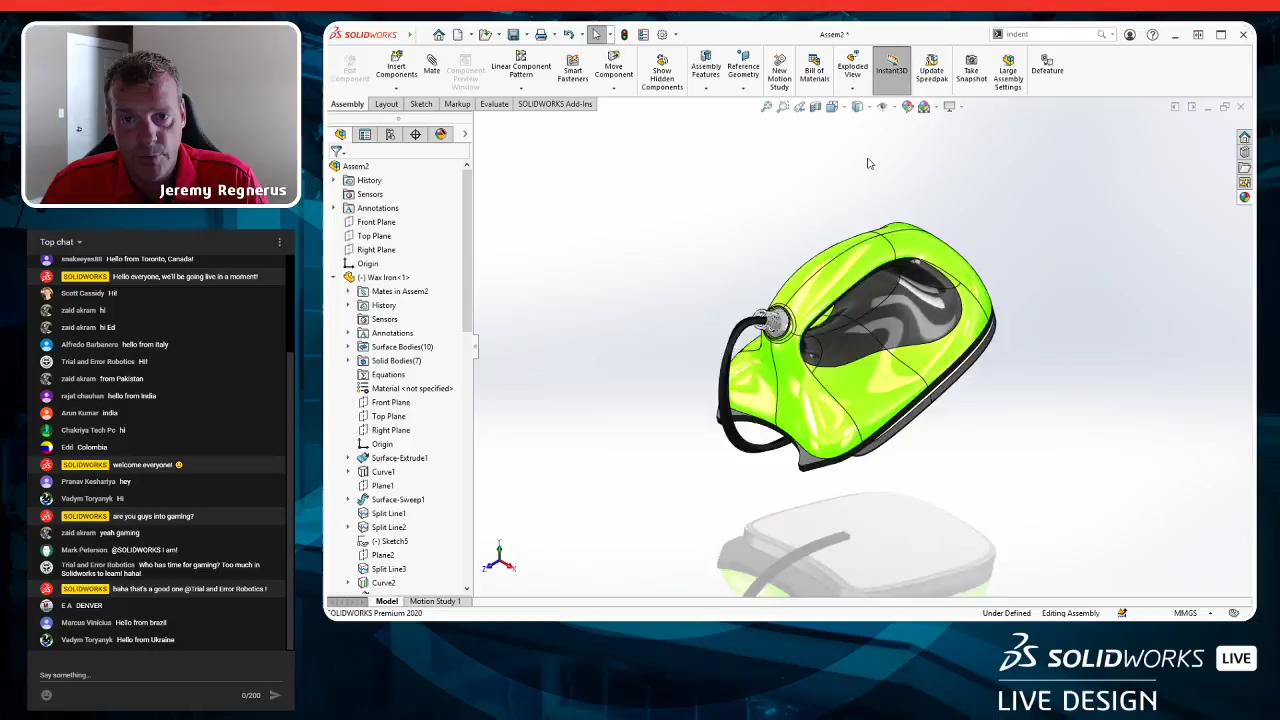 Jeremy Regnerus
Top chat
snakeeyes88 Hello from Toronto, Canada!
SOLIDWORKS Hello everyone, we'll be going live in a moment!
Scott Cassidy Hi!
zaid akram hi
zaid akram hi Ed
Alfredo Barbanera hello from Italy
Trial and Error Robotics HI!
zaid akram from Pakistan
rajat chauhan hello from India
Arun Kumar india
Chakriya Tech Pc hi
Edd Colombia
SOLIDWORKS welcome everyone!
Pranav Keshariya hey
Vadym Toryanyk Hi
SOLIDWORKS are you guys into gaming?
zaid akram yeah gaming
Mark Peterson @SOLIDWORKS I am!
Trial and Error Robotics Who has time for gaming? Too much in
Solidworks to learn! haha!
SOLIDWORKS haha that's a good one @Trial and Error Robotics !
E A DENVER
Marcus Vinicius Hello from brazil
Vadym Toryanyk Hello from Ukraine
Say something...
0/200
SOLIDWORKS
Assem2 *
indent
Edit
Component
Insert
Components
Mate
Component
Preview
Window
Linear Component
Pattern
Smart
Fasteners
Move
Component
Show
Hidden
Components
Assembly
Features
Reference
Geometry
New
Motion
Study
Bill of
Materials
Exploded
View
Instant3D
Update
Speedpak
Take
Snapshot
Large
Assembly
Settings
Defeature
Assembly Layout Sketch Markup Evaluate SOLIDWORKS Add-Ins
Assem2
History
Sensors
Annotations
Front Plane
Top Plane
Right Plane
Origin
(-) Wax Iron<1>
Mates in Assem2
History
Sensors
Annotations
Surface Bodies(10)
Solid Bodies(7)
Equations
Material <not specified>
Front Plane
Top Plane
Right Plane
Origin
Surface-Extrude1
Curve1
Plane1
Surface-Sweep1
Split Line1
Split Line2
(-) Sketch5
Plane2
Split Line3
Curve2
Y
Z
X
Model Motion Study 1
OLIDWORKS Premium 2020
Under Defined
Editing Assembly
MMGS
SOLIDWORKS LIVE
LIVE DESIGN